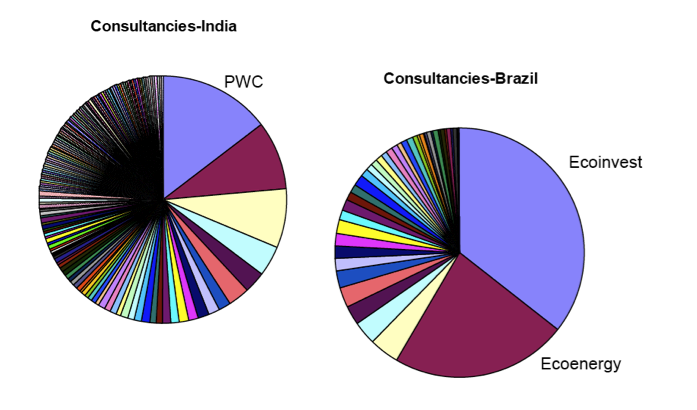 Consultancies-India
PWC
Consultancies-Brazil
Ecoinvest
Ecoenergy